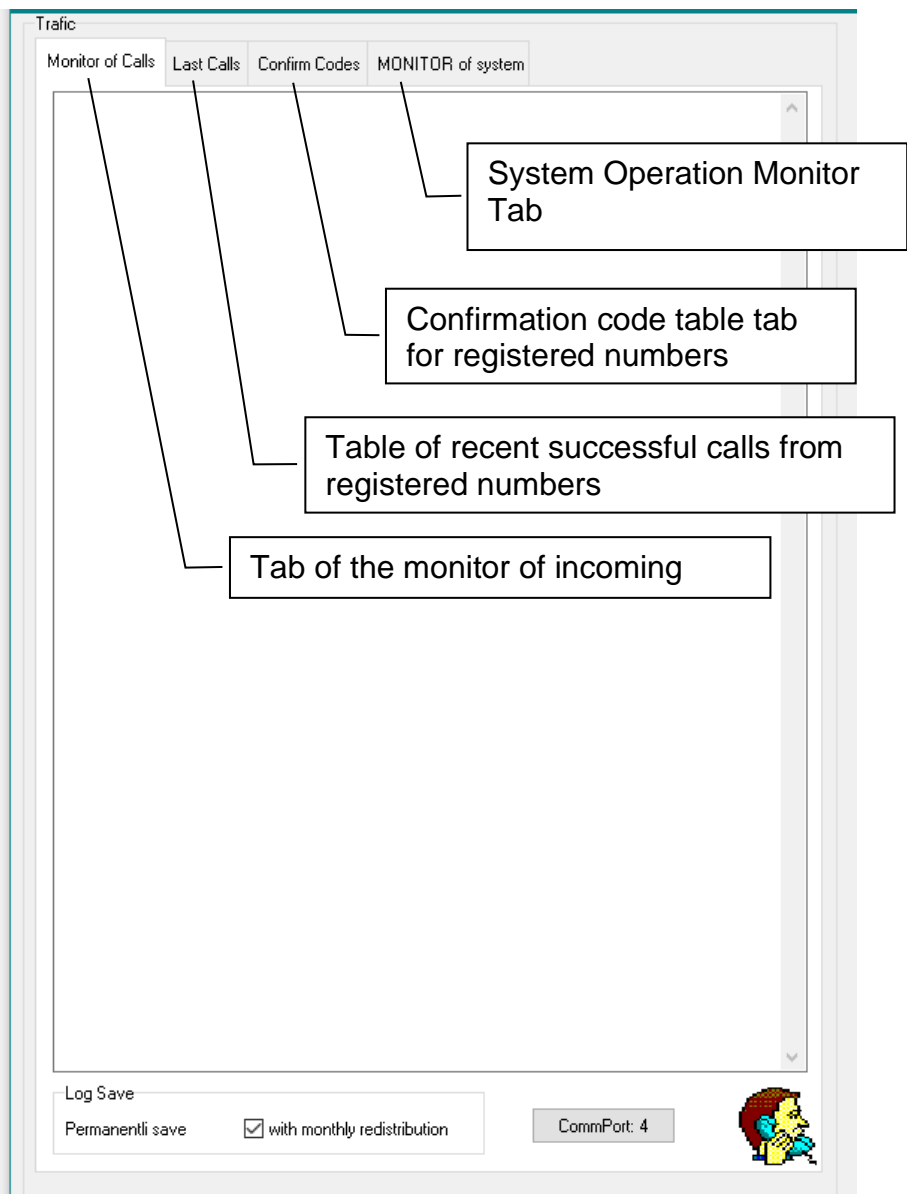 Trafic
Monitor of Calls Last Calls Confirm Codes MONITOR of system
System Operation Monitor
Tab
Confirmation code table tab
for registered numbers
Table of recent successful calls from
registered numbers
Tab of the monitor of incoming
Log Save
Permanentli save with monthly redistribution
CommPort: 4